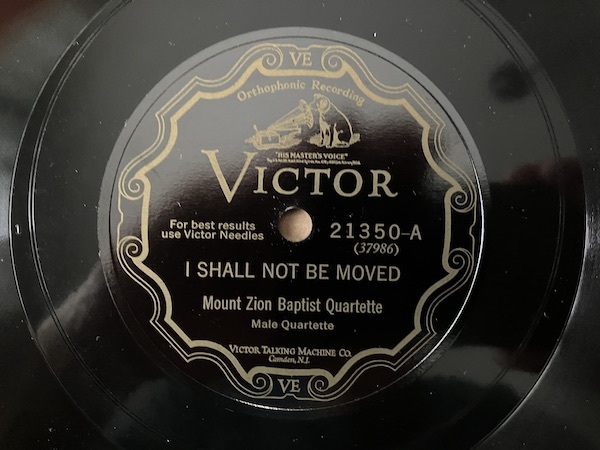 VE
Orthophonic Recording
"HIS MASTER'S VOICE"
VICTOR
For best results
use Victor Needles
21350-A
(37986)
I SHALL NOT BE MOVED
Mount Zion Baptist Quartette
Male Quartette
VICTOR TALKING MACHINE CO.
Camden, N.J.
VE